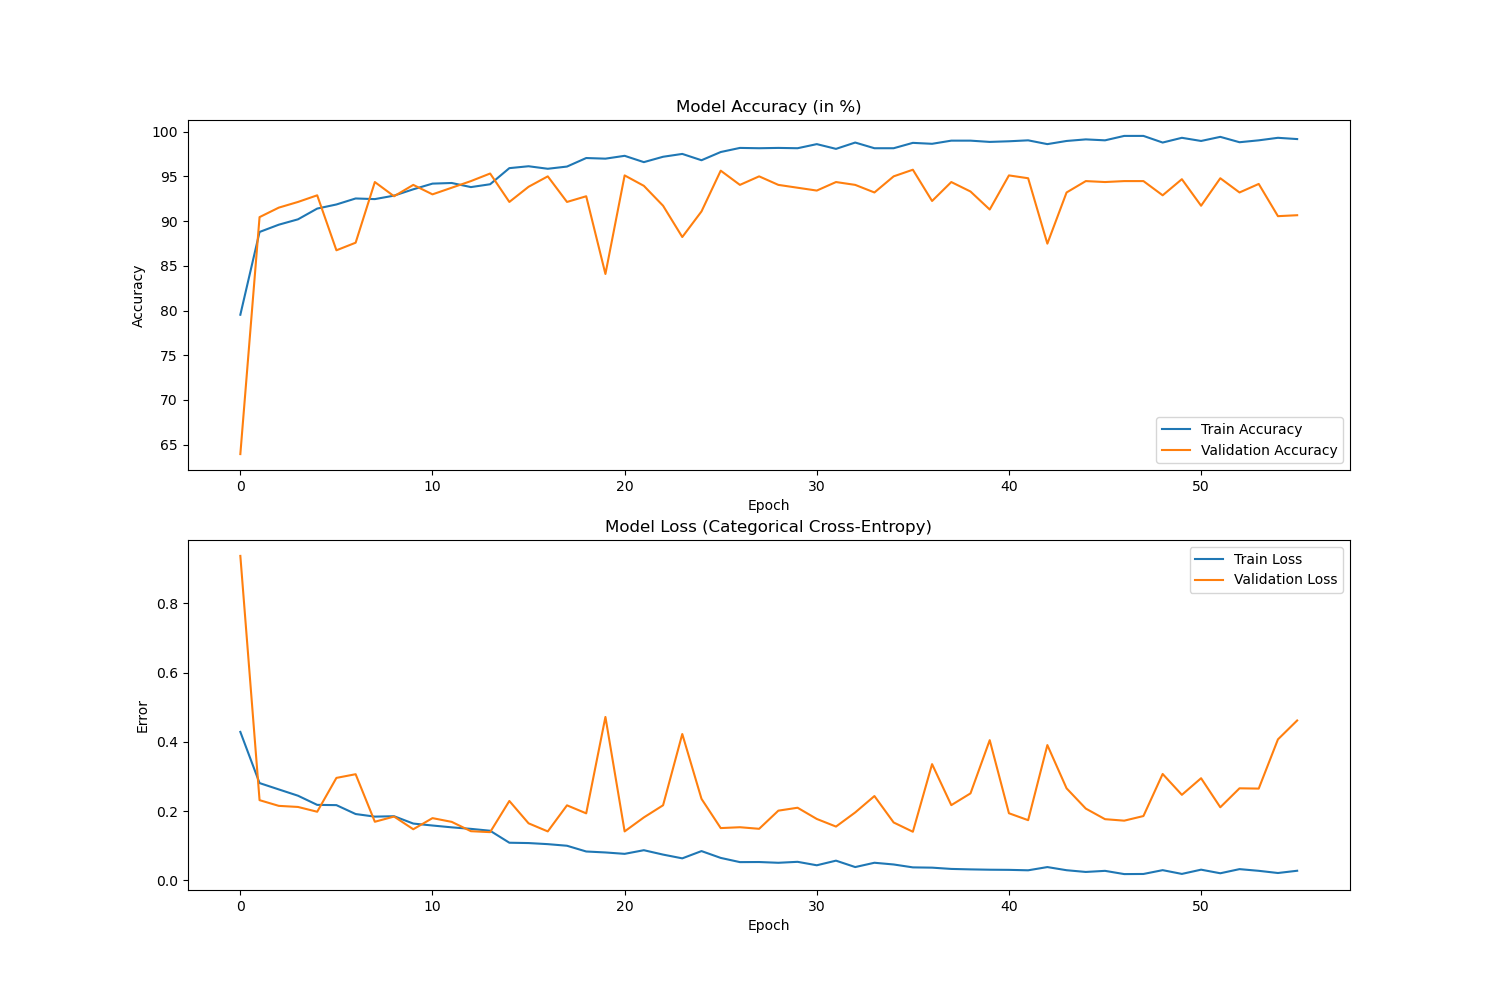 Model Accuracy (in %)
100
95
90
85
80
75
70
65
Accuracy
Train Accuracy
Validation Accuracy
0 10 20 30 40 50
Epoch
Model Loss (Categorical Cross-Entropy)
Train Loss
Validation Loss
0.8
0.6
0.4
0.2
0.0
Error
0 10 20 30 40 50
Epoch